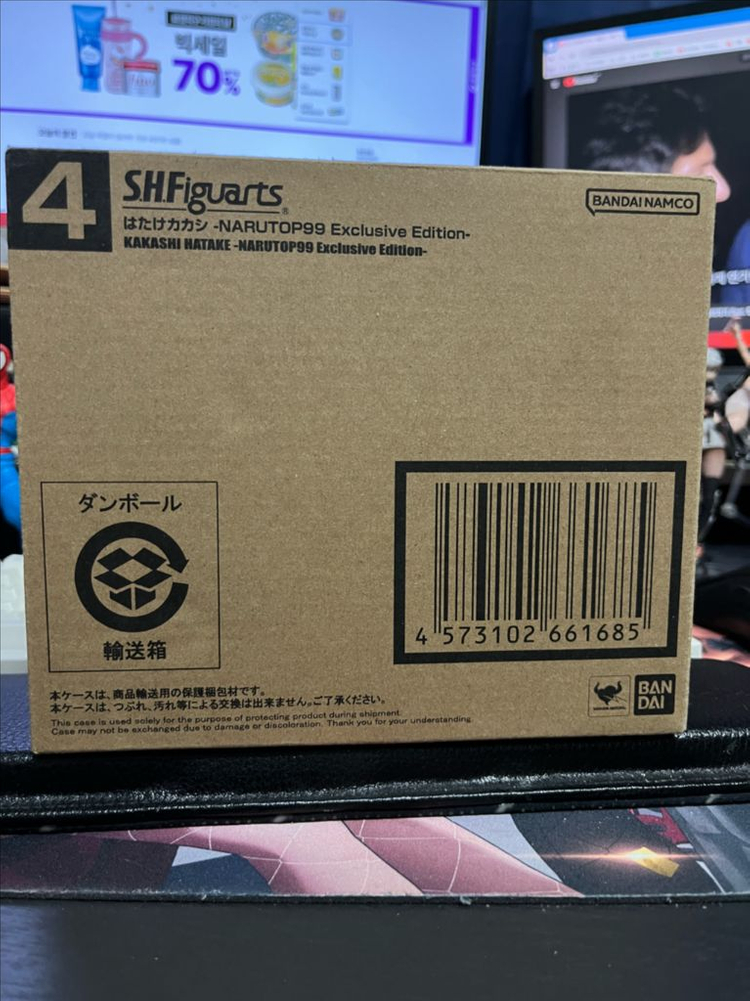 빅세일
70%
4
S.H.Figuarts®
はたけカカシ -NARUTOP99 Exclusive Edition-
KAKASHI HATAKE -NARUTOP99 Exclusive Edition-
BANDAI NAMCO
ダンボール
輸送箱
4 573102 661685
本ケースは、商品輸送用の保護梱包材です。
本ケースは、つぶれ、汚れ等による交換は出来ません。ご了承ください。
This case is used solely for the purpose of protecting product during shipment.
Case may not be exchanged due to damage or discoloration. Thank you for your understanding.
BAN
DAI